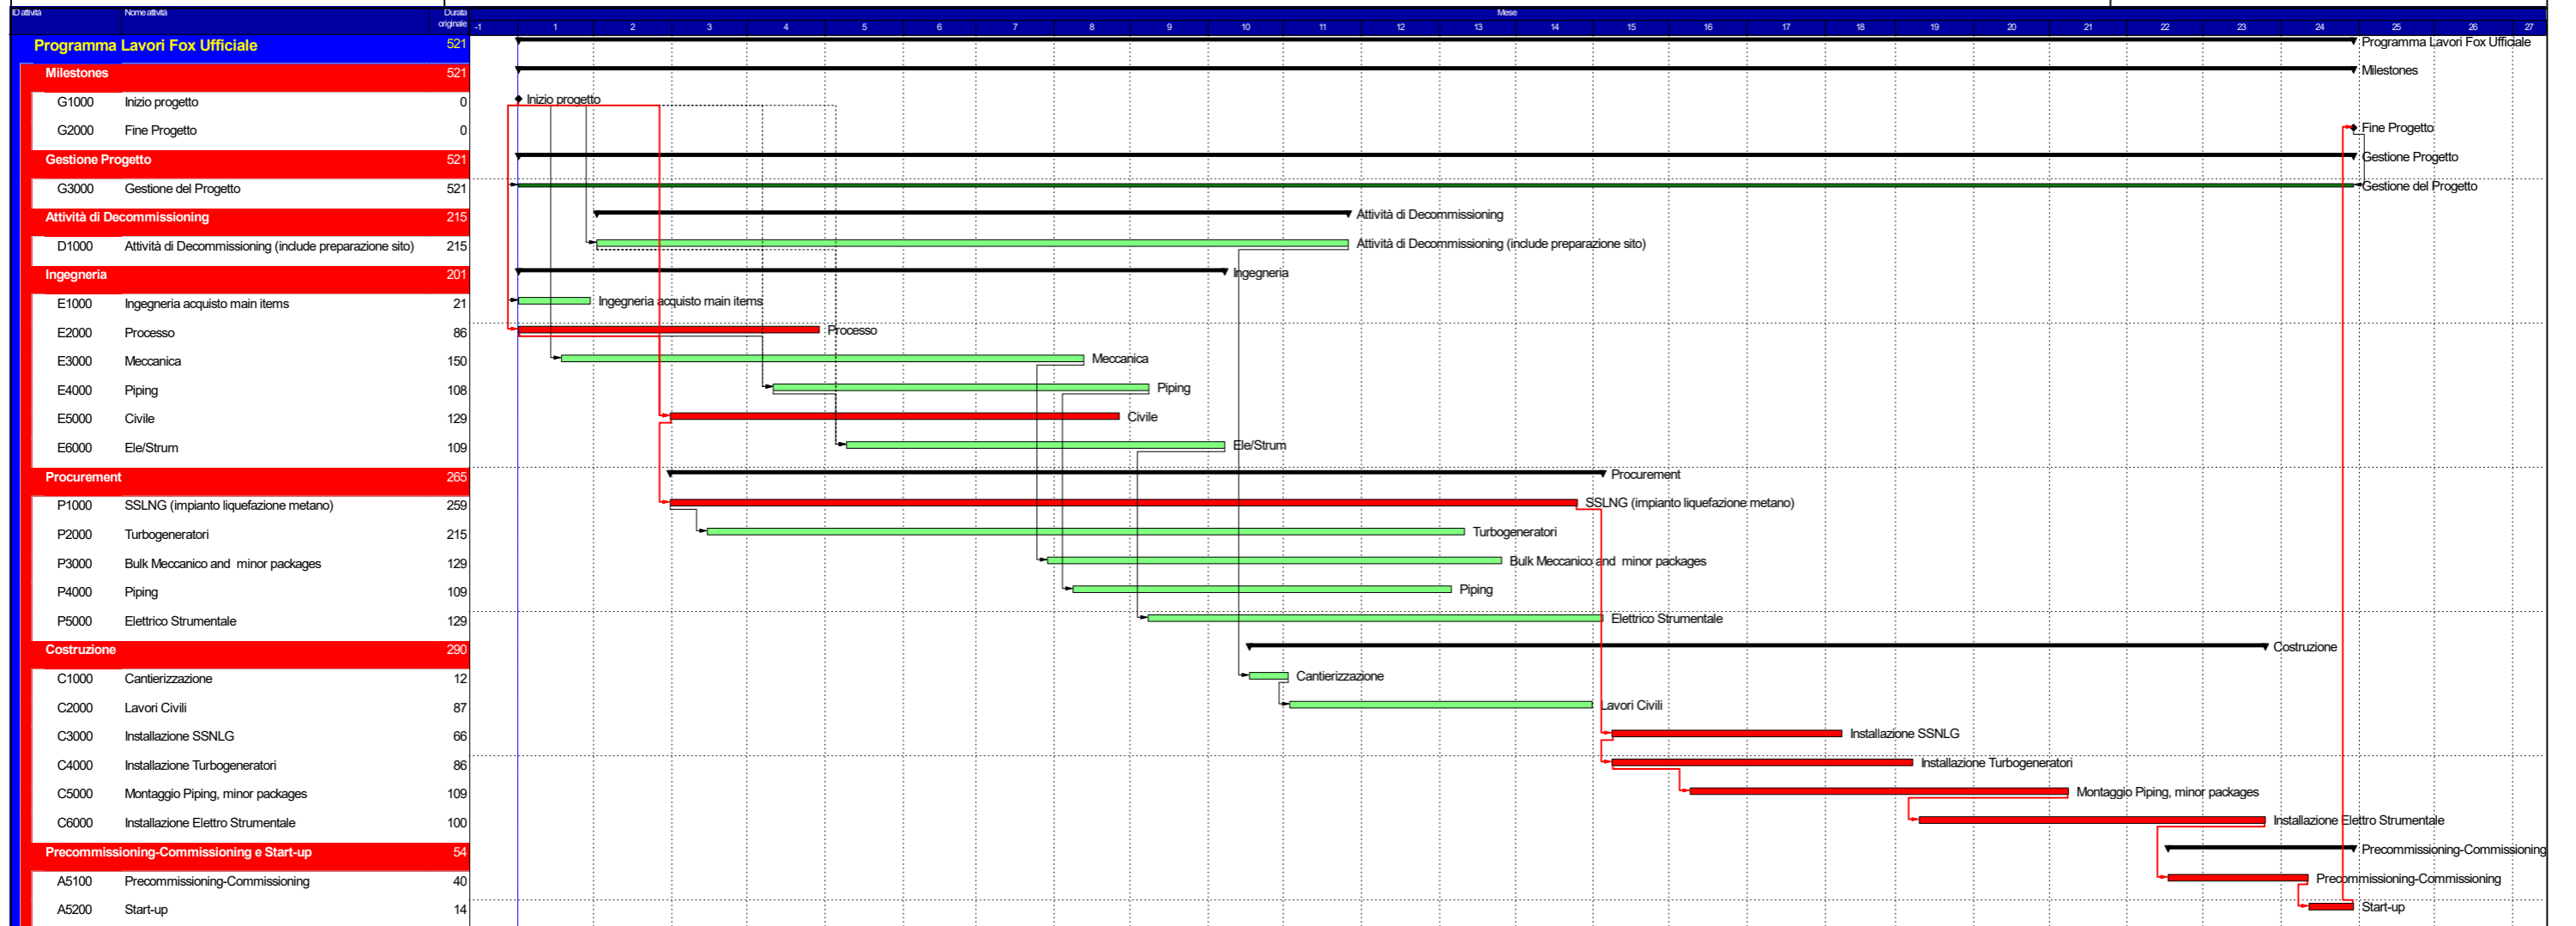 ID attività Nome attività Durata originale Mese
-1 1 2 3 4 5 6 7 8 9 10 11 12 13 14 15 16 17 18 19 20 21 22 23 24 25 26 27
Programma Lavori Fox Ufficiale 521 Programma Lavori Fox Ufficiale
Milestones 521 Milestones
G1000 Inizio progetto 0 Inizio progetto
G2000 Fine Progetto 0 Fine Progetto
Gestione Progetto 521 Gestione Progetto
G3000 Gestione del Progetto 521 Gestione del Progetto
Attività di Decommissioning 215 Attività di Decommissioning
D1000 Attività di Decommissioning (include preparazione sito) 215 Attività di Decommissioning (include preparazione sito)
Ingegneria 201 Ingegneria
E1000 Ingegneria acquisto main items 21 Ingegneria acquisto main items
E2000 Processo 86 Processo
E3000 Meccanica 150 Meccanica
E4000 Piping 108 Piping
E5000 Civile 129 Civile
E6000 Ele/Strum 109 Ele/Strum
Procurement 265 Procurement
P1000 SSLNG (impianto liquefazione metano) 259 SSLNG (impianto liquefazione metano)
P2000 Turbogeneratori 215 Turbogeneratori
P3000 Bulk Meccanico and minor packages 129 Bulk Meccanico and minor packages
P4000 Piping 109 Piping
P5000 Elettrico Strumentale 129 Elettrico Strumentale
Costruzione 290 Costruzione
C1000 Cantierizzazione 12 Cantierizzazione
C2000 Lavori Civili 87 Lavori Civili
C3000 Installazione SSNLG 66 Installazione SSNLG
C4000 Installazione Turbogeneratori 86 Installazione Turbogeneratori
C5000 Montaggio Piping, minor packages 109 Montaggio Piping, minor packages
C6000 Installazione Elettro Strumentale 100 Installazione Elettro Strumentale
Precommissioning-Commissioning e Start-up 54 Precommissioning-Commissioning
A5100 Precommissioning-Commissioning 40 Precommissioning-Commissioning
A5200 Start-up 14 Start-up